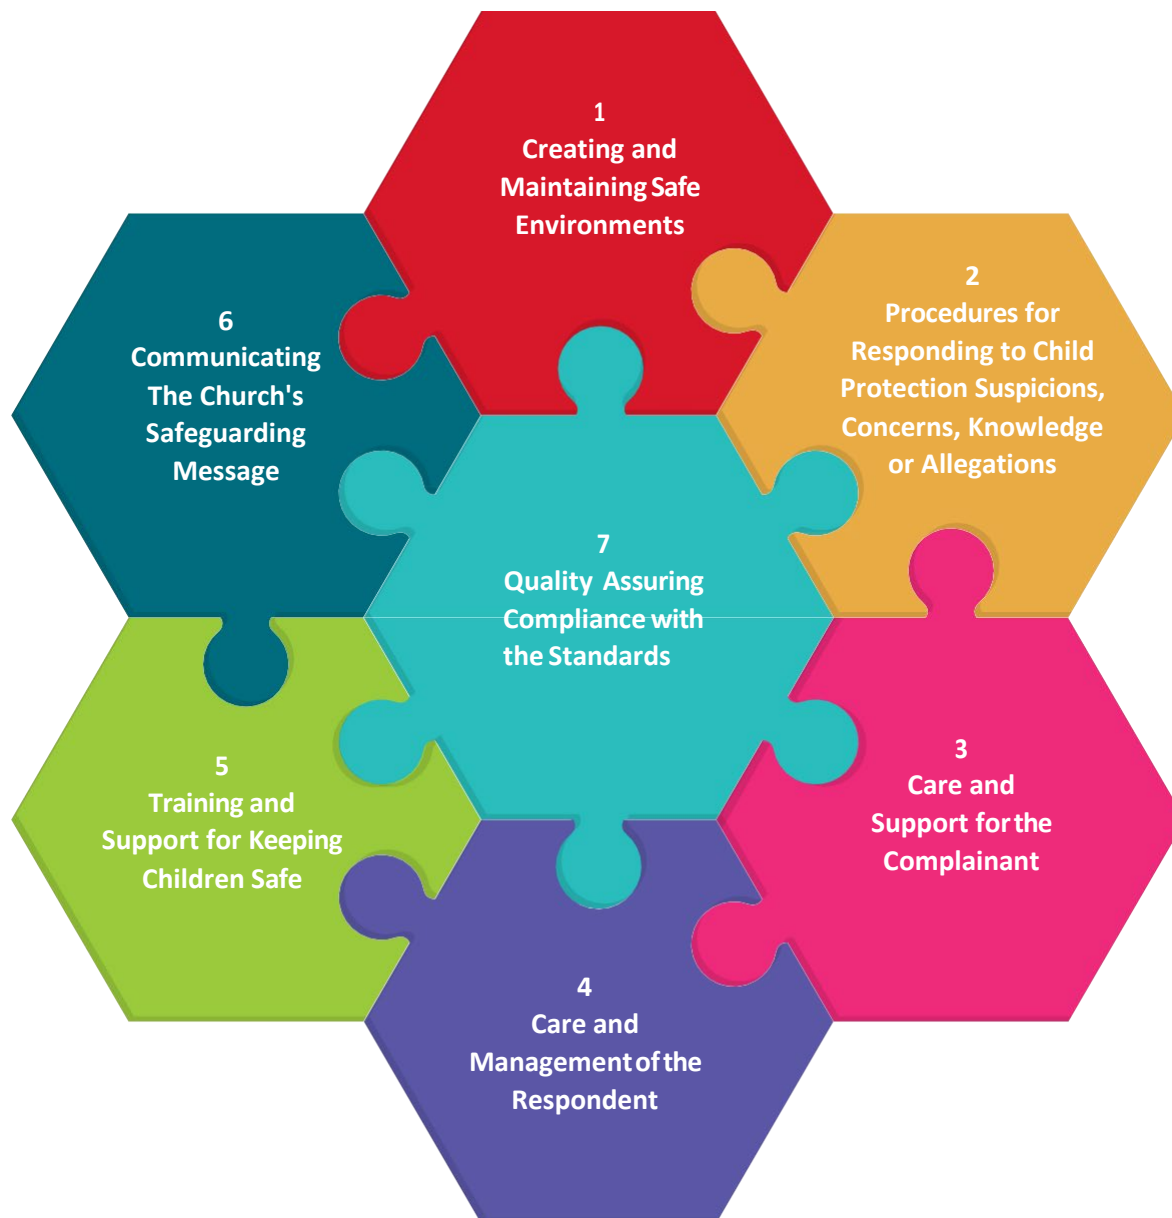 1
Creating and
Maintaining Safe
Environments
2
Procedures for
Responding to Child
Protection Suspicions,
Concerns, Knowledge
or Allegations
3
Care and
Support for the
Complainant
4
Care and
Management of the
Respondent
5
Training and
Support for Keeping
Children Safe
6
Communicating
The Church's
Safeguarding
Message
7
Quality Assuring
Compliance with
the Standards